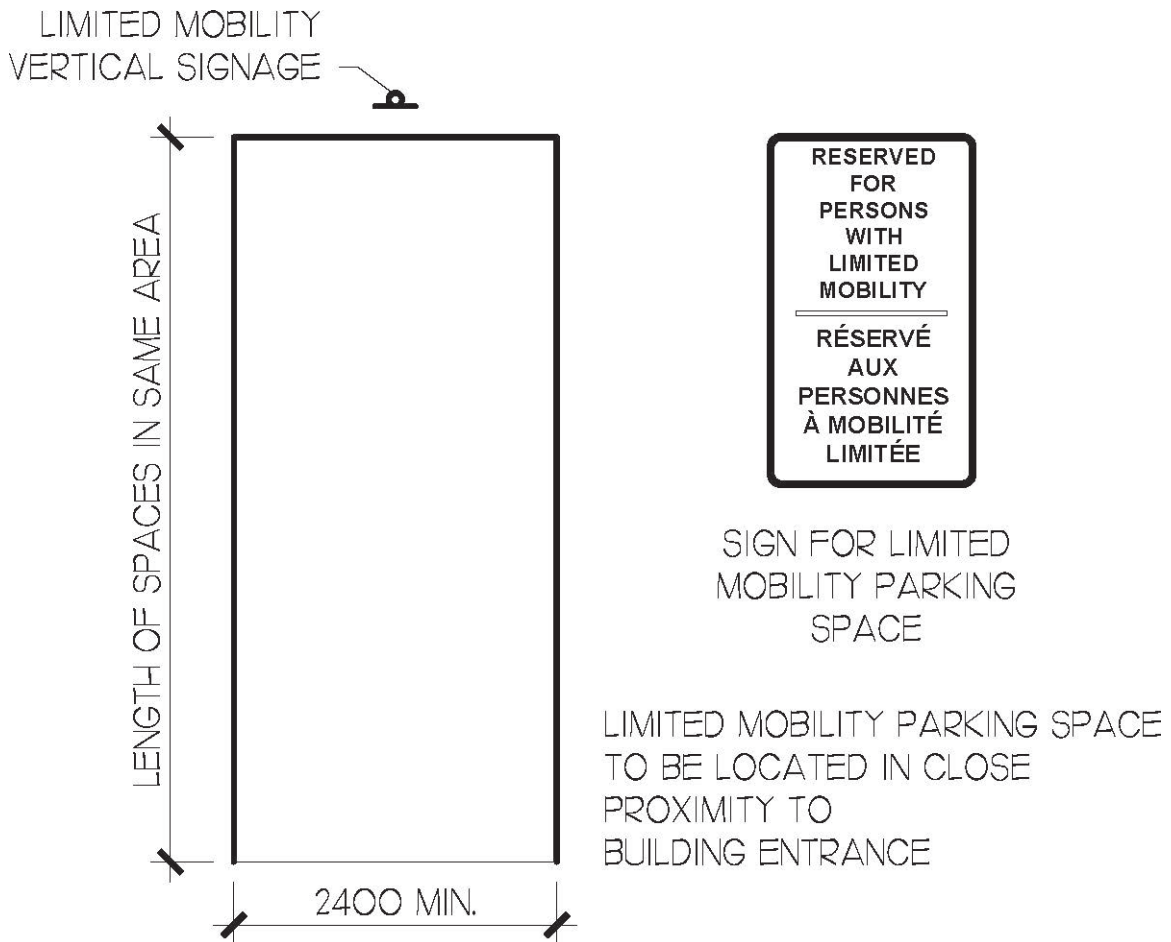 LIMITED MOBILITY
VERTICAL SIGNAGE
LENGTH OF SPACES IN SAME AREA
2400 MIN.
RESERVED
FOR
PERSONS
WITH
LIMITED
MOBILITY
RÉSERVÉ
AUX
PERSONNES
À MOBILITÉ
LIMITÉE
SIGN FOR LIMITED
MOBILITY PARKING
SPACE
LIMITED MOBILITY PARKING SPACE
TO BE LOCATED IN CLOSE
PROXIMITY TO
BUILDING ENTRANCE